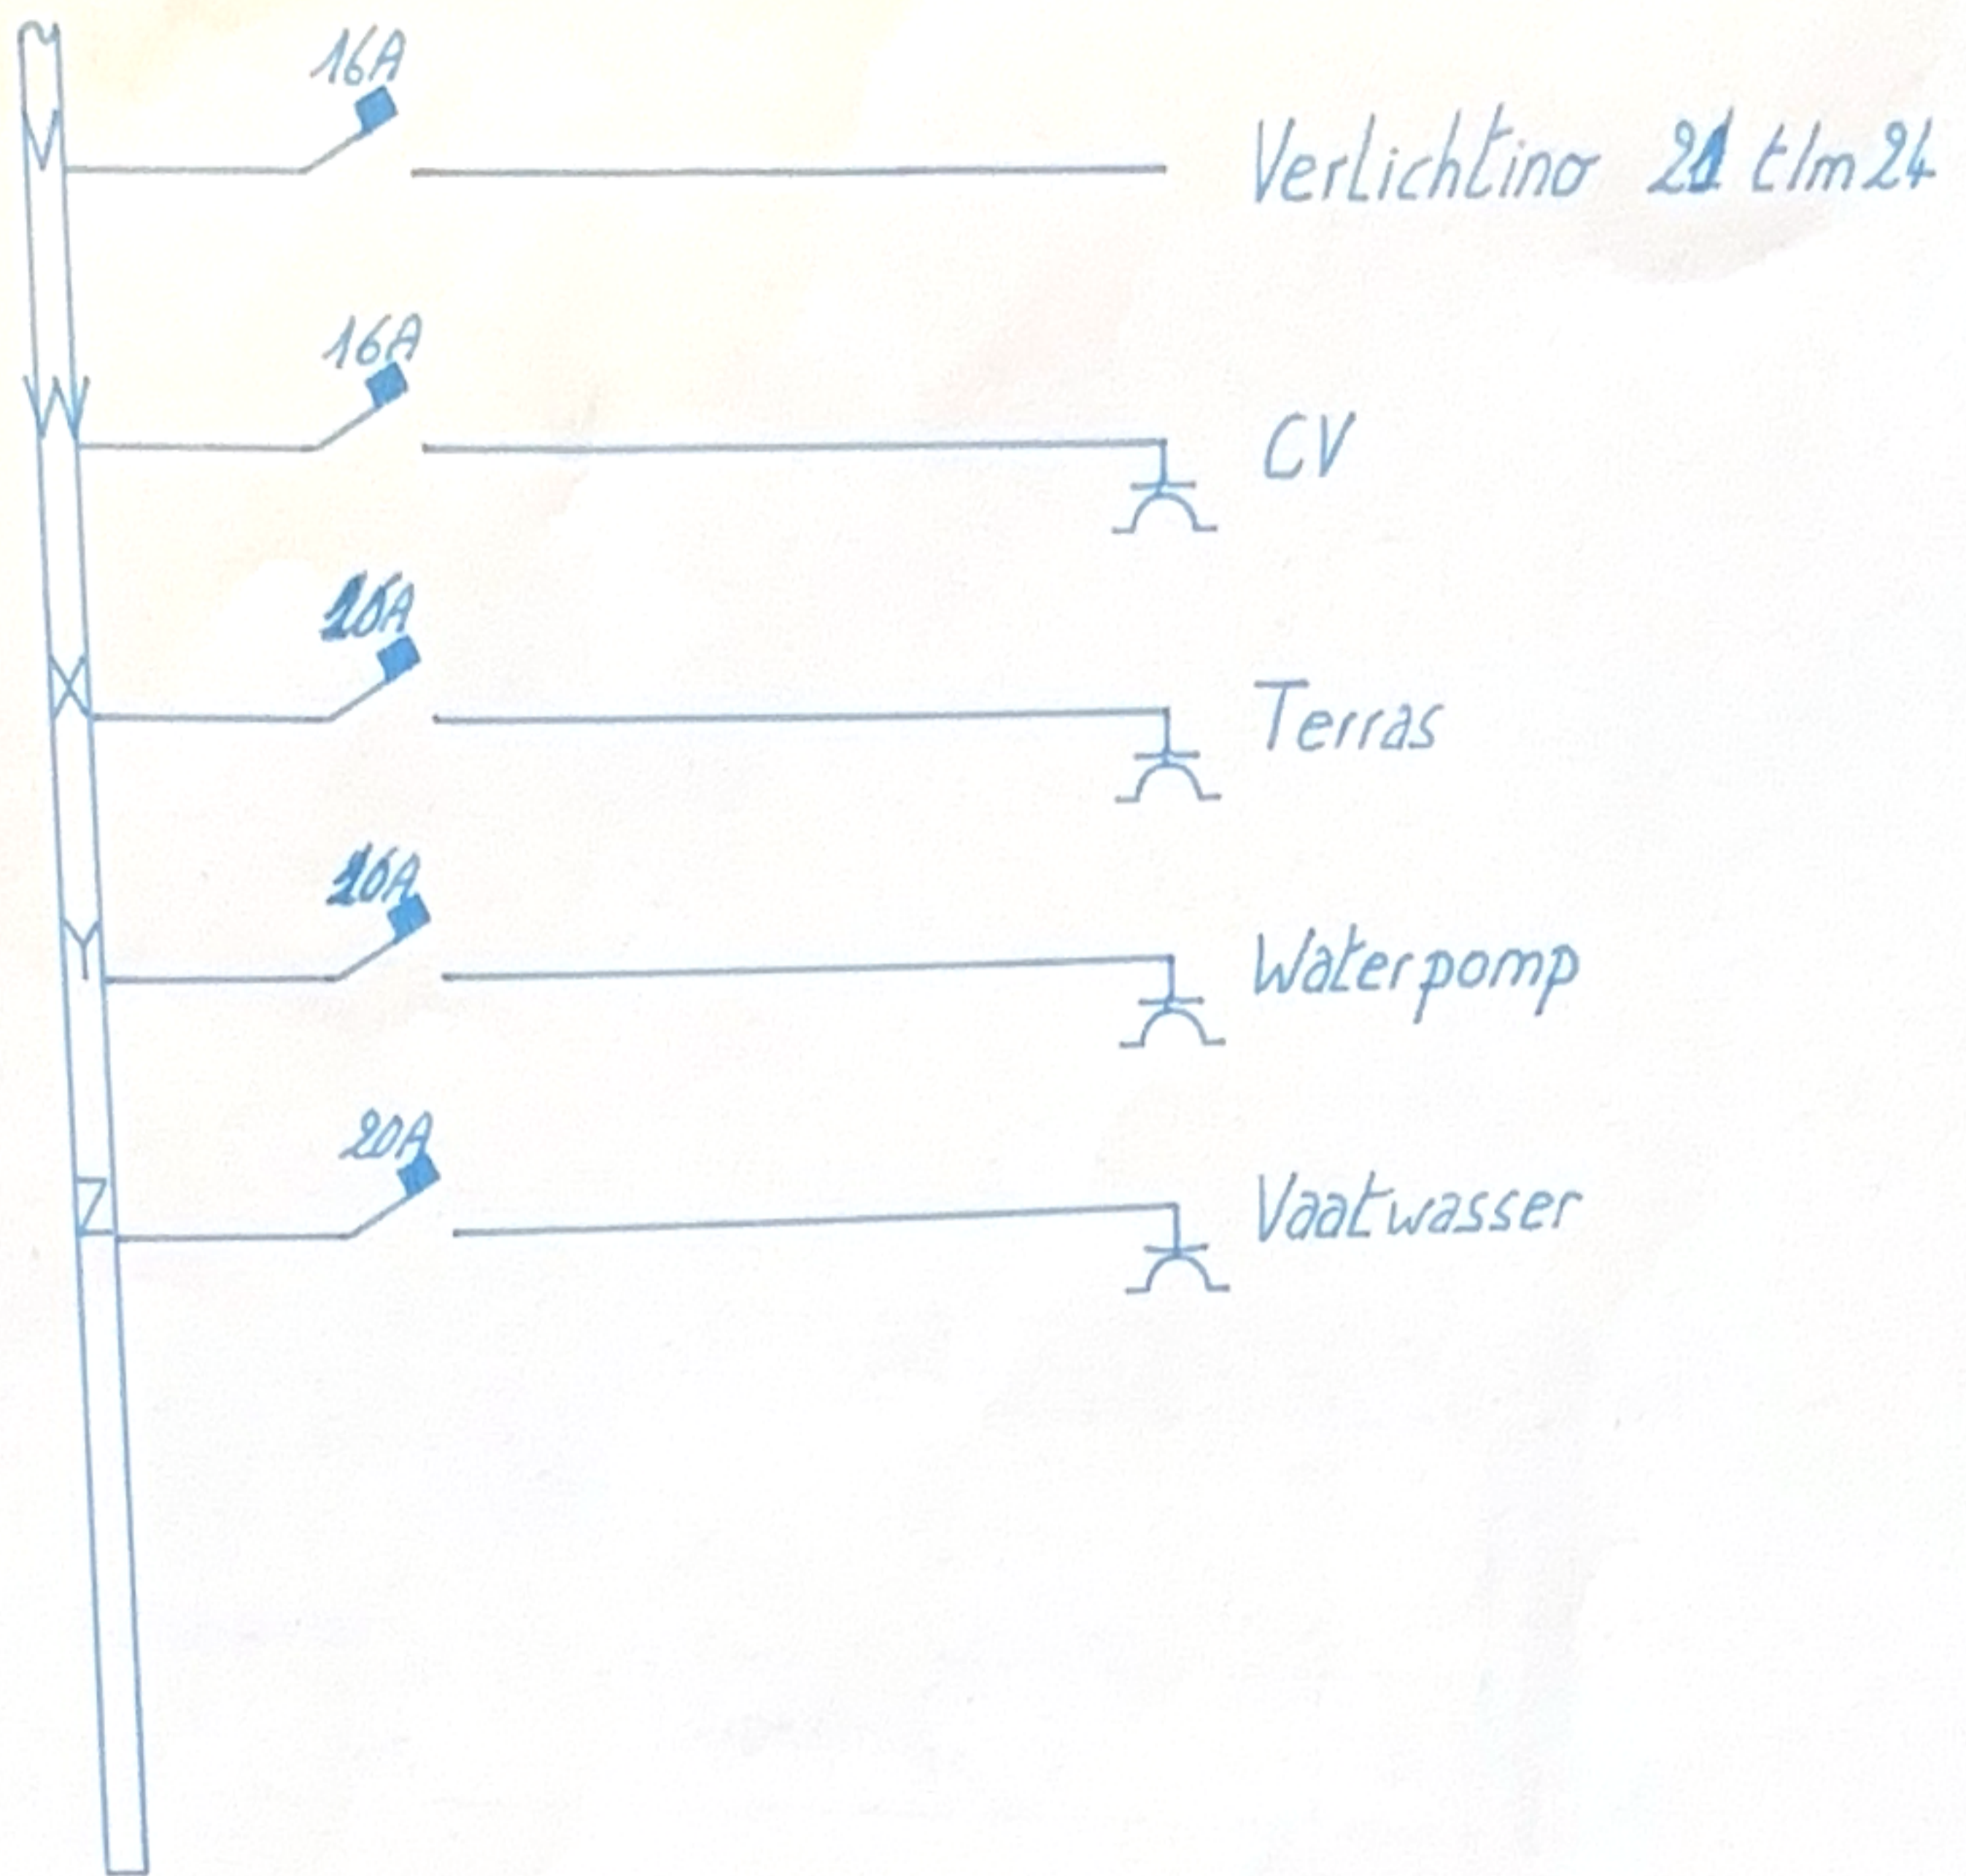 16A
V Verlichting 21 t/m 24
16A
W CV
16A
X Terras
16A
Y Waterpomp
20A
Z Vaatwasser